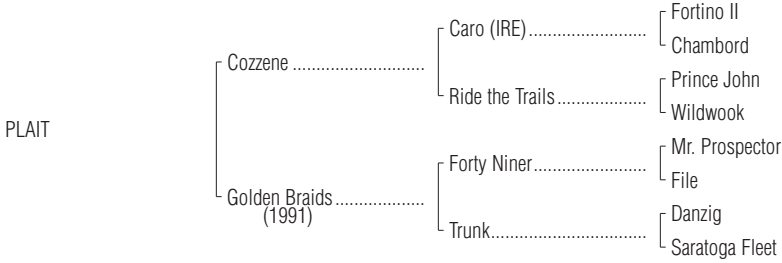 Fortino II
Caro (IRE)..........................
Chambord
Cozzene .............................
Prince John
Ride the Trails....................
Wildwook
PLAIT
Mr. Prospector
Forty Niner.........................
File
Golden Braids....................
(1991)
Danzig
Trunk...................................
Saratoga Fleet